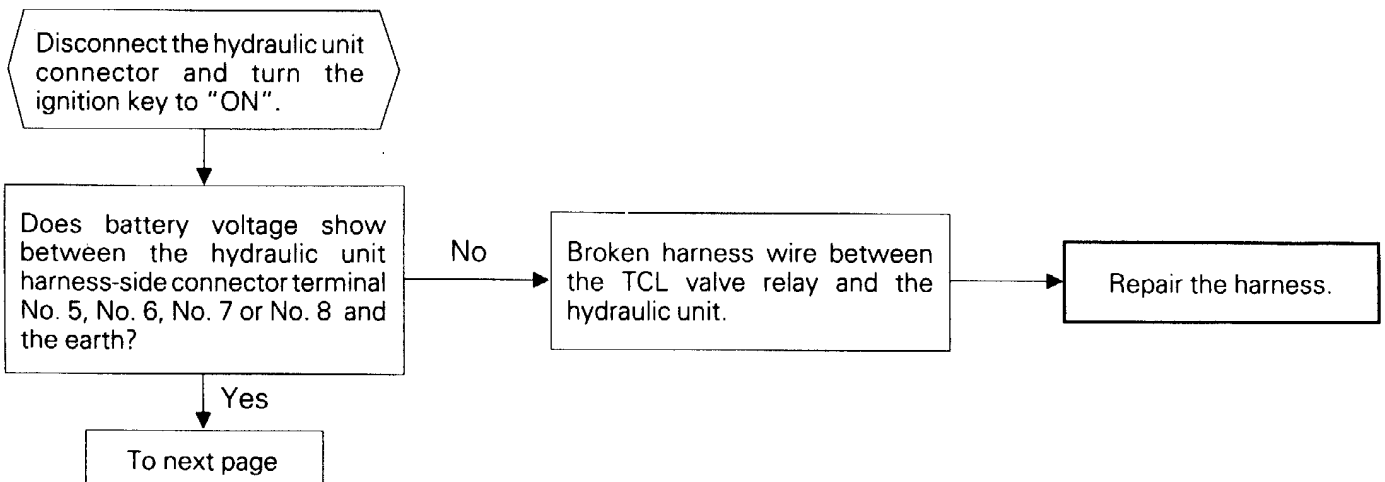 Disconnect the hydraulic unit
connector and turn the
ignition key to "ON".
Does battery voltage show
between the hydraulic unit
harness-side connector terminal
No. 5, No. 6, No. 7 or No. 8 and
the earth?
No
Broken harness wire between
the TCL valve relay and the
hydraulic unit.
Repair the harness.
Yes
To next page